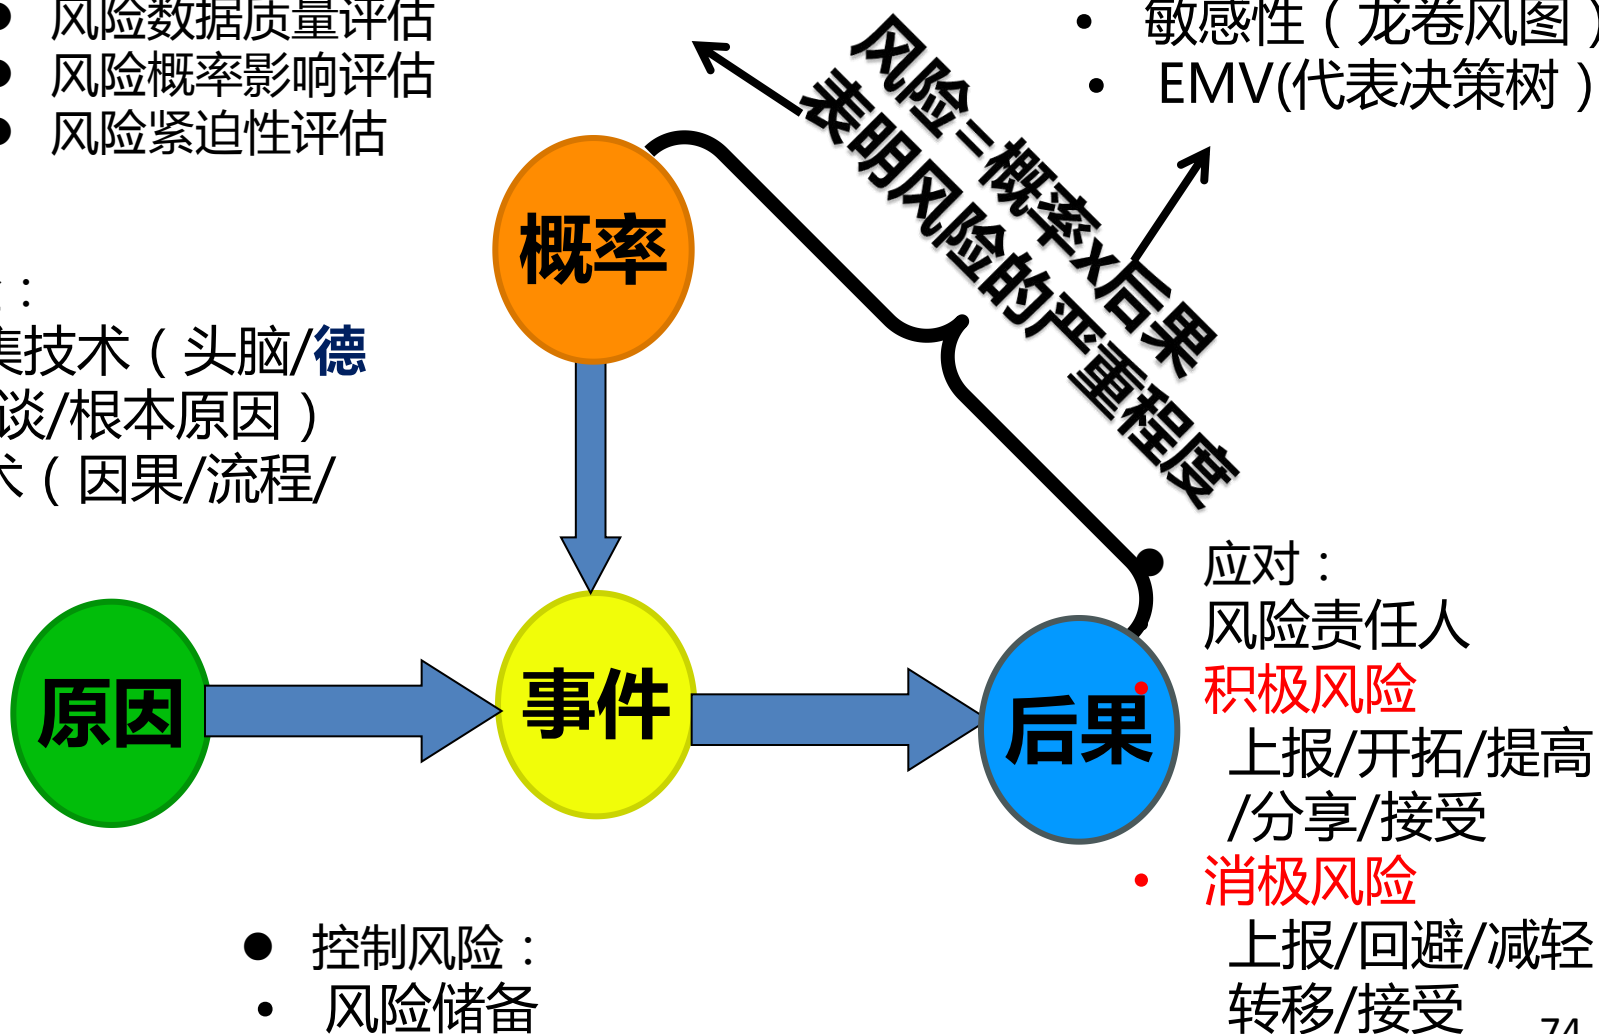 ● 风险数据质量评估
● 风险概率影响评估
● 风险紧迫性评估
• 敏感性（龙卷风图）
• EMV(代表决策树）
风险=概率x后果
表明风险的严重程度
概率
：
集技术（头脑/德
谈/根本原因）
术（因果/流程/
原因
事件
后果
● 应对：
风险责任人
• 积极风险
上报/开拓/提高
/分享/接受
• 消极风险
上报/回避/减轻
转移/接受
● 控制风险：
• 风险储备
74